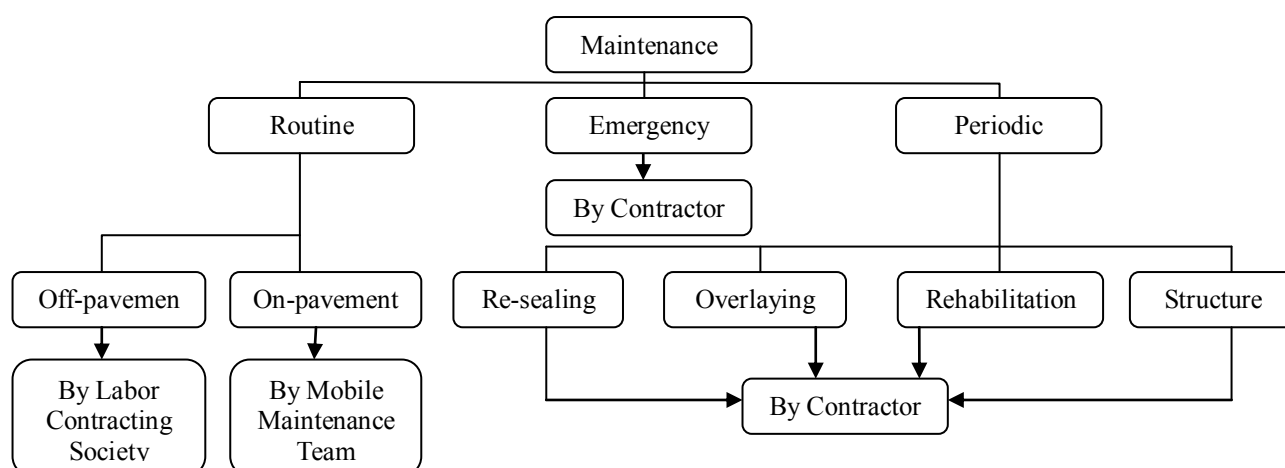 Maintenance
Routine
Emergency
Periodic
By Contractor
Off-pavemen
On-pavement
Re-sealing
Overlaying
Rehabilitation
Structure
By Labor
Contracting
Society
By Mobile
Maintenance
Team
By Contractor